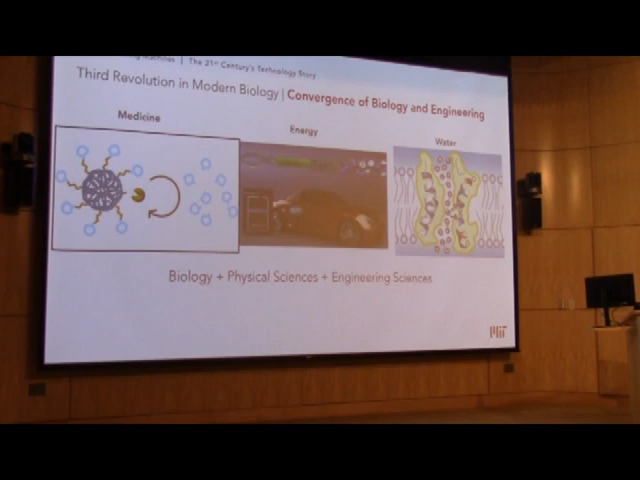 Machines | The 21st Century's Technology Story
Third Revolution in Modern Biology | Convergence of Biology and Engineering
Medicine
Energy
Water
Biology + Physical Sciences + Engineering Sciences
MIT